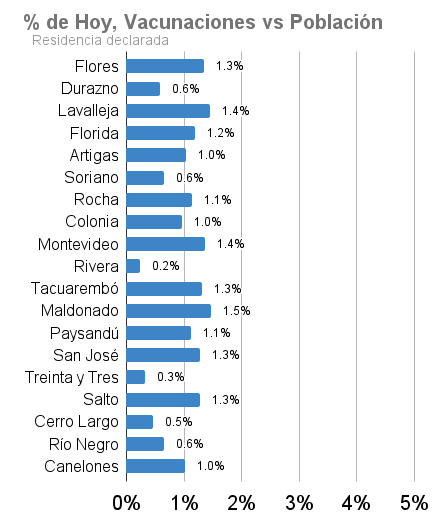 % de Hoy, Vacunaciones vs Población
Residencia declarada
Flores 1.3%
Durazno 0.6%
Lavalleja 1.4%
Florida 1.2%
Artigas 1.0%
Soriano 0.6%
Rocha 1.1%
Colonia 1.0%
Montevideo 1.4%
Rivera 0.2%
Tacuarembó 1.3%
Maldonado 1.5%
Paysandú 1.1%
San José 1.3%
Treinta y Tres 0.3%
Salto 1.3%
Cerro Largo 0.5%
Río Negro 0.6%
Canelones 1.0%
0% 1% 2% 3% 4% 5%